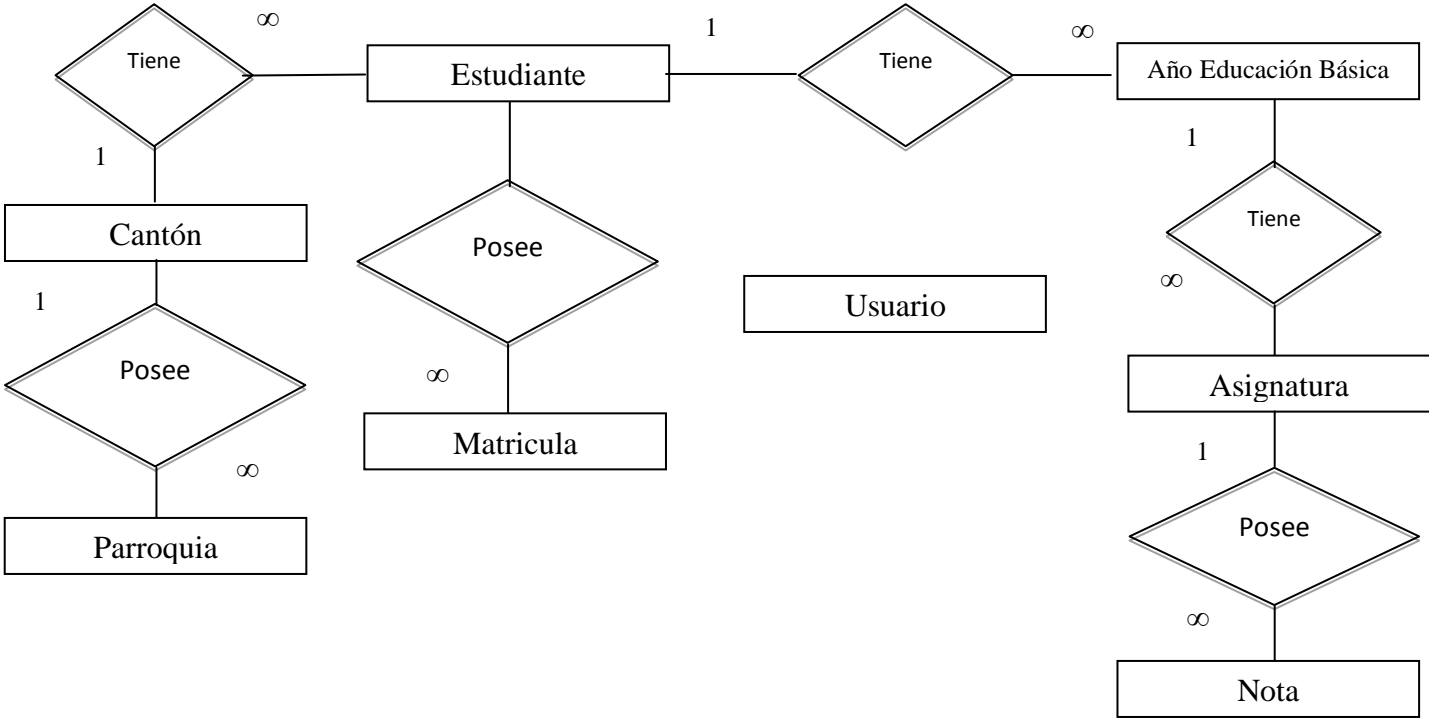 ∞
1
∞
Tiene
Estudiante
Tiene
Año Educación Básica
1
1
Cantón
Posee
Tiene
1
∞
Usuario
Posee
∞
Asignatura
Matricula
1
∞
Parroquia
Posee
∞
Nota